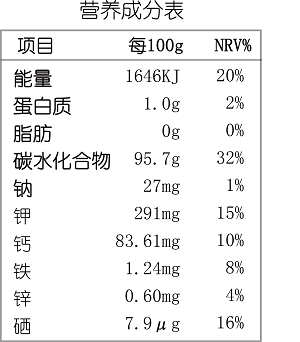 营养成分表
项目 每100g NRV%
能量 1646KJ 20%
蛋白质 1.0g 2%
脂肪 0g 0%
碳水化合物 95.7g 32%
钠 27mg 1%
钾 291mg 15%
钙 83.61mg 10%
铁 1.24mg 8%
锌 0.60mg 4%
硒 7.9μg 16%